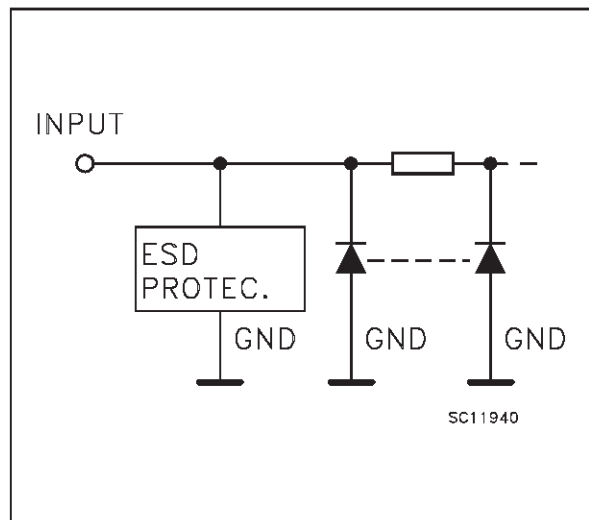 INPUT
ESD
PROTEC.
GND
GND
GND
SC11940